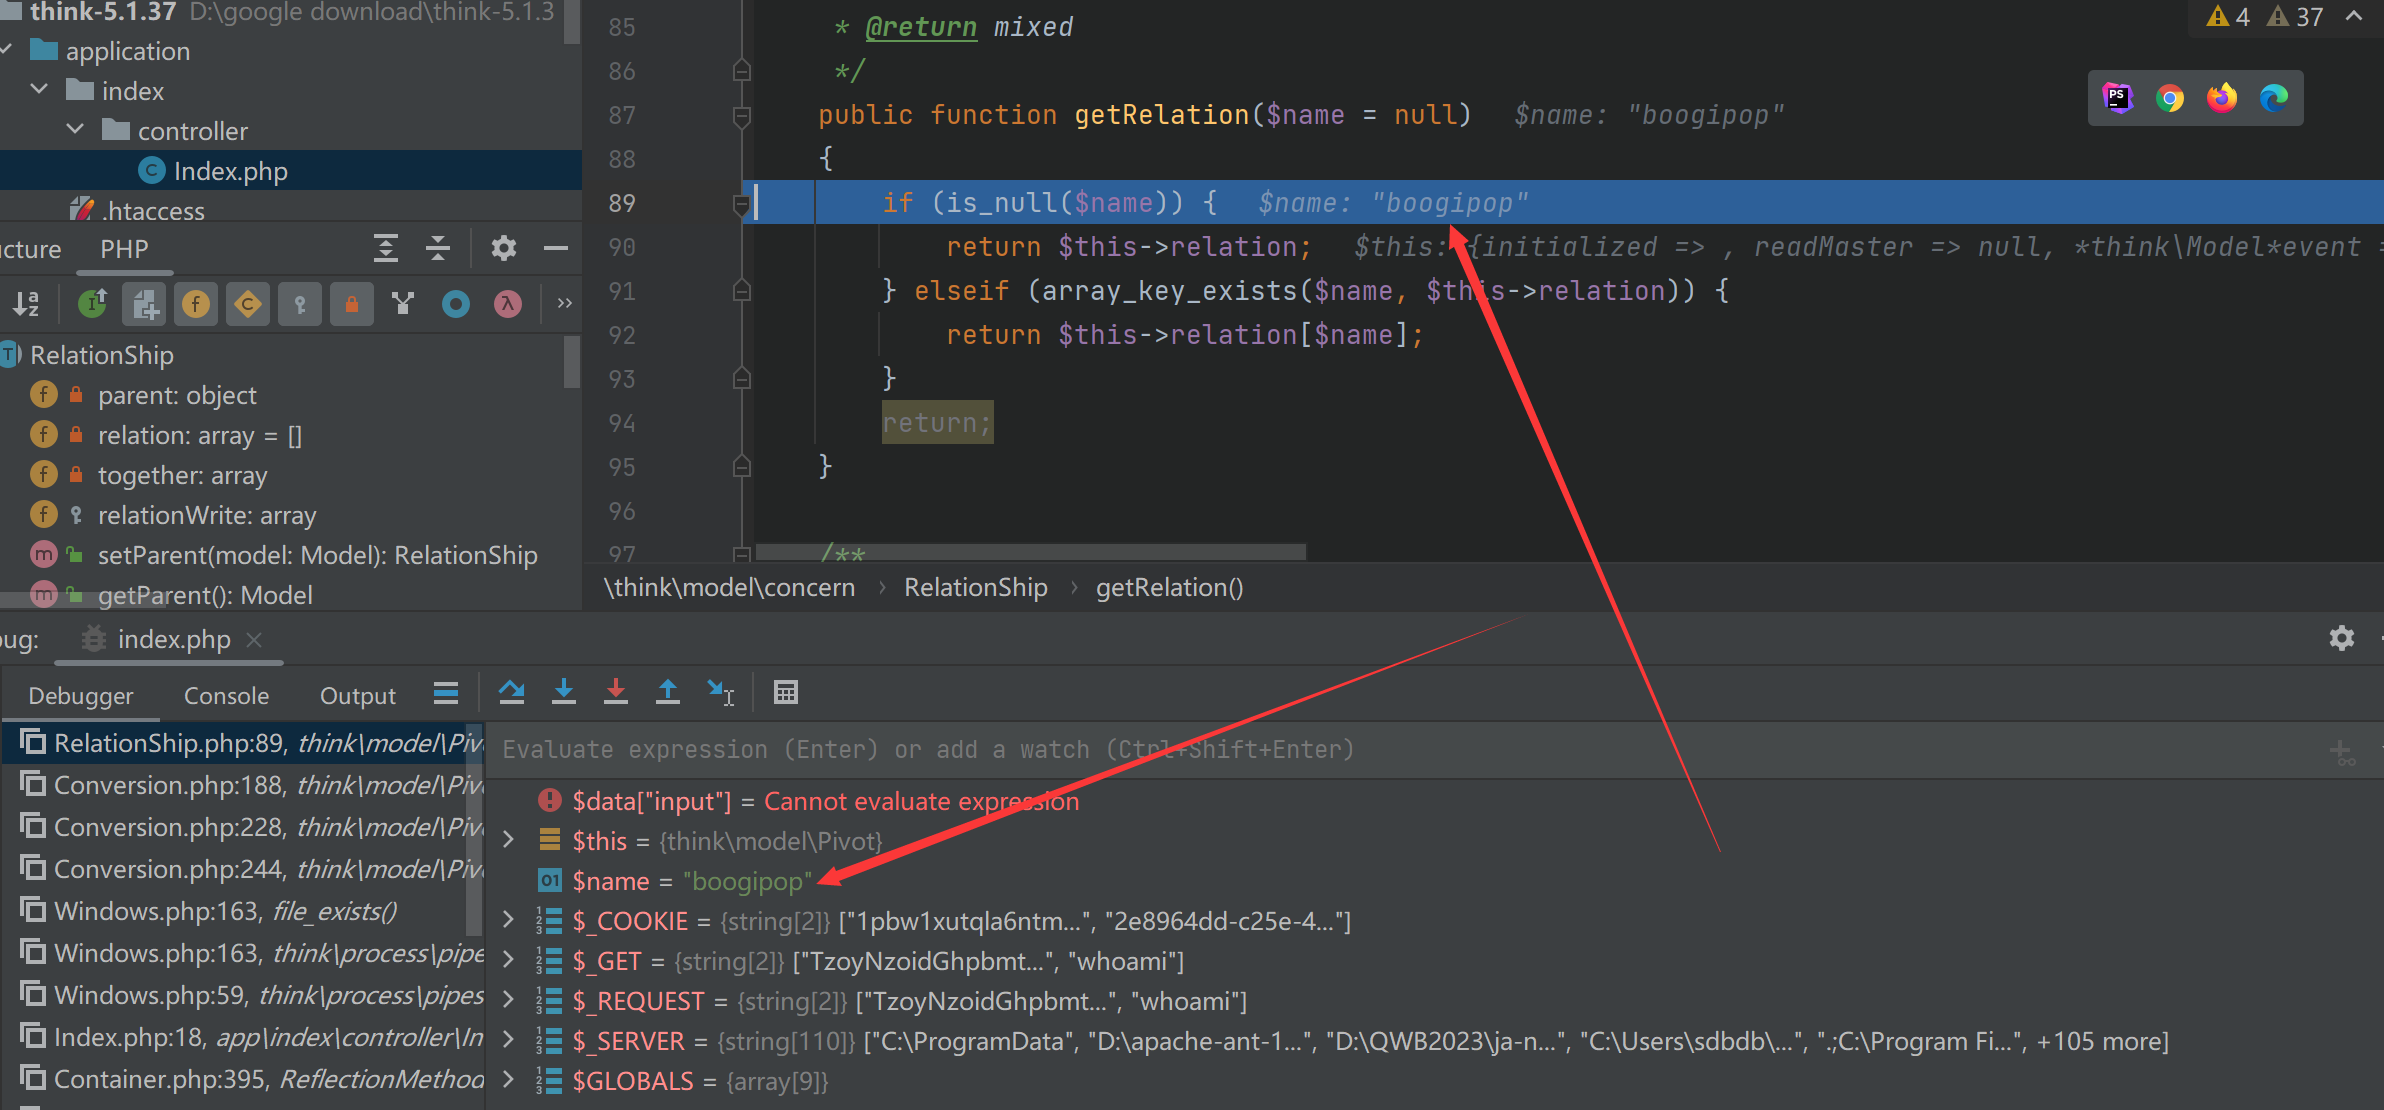 think-5.1.37 D:\google download\think-5.1.3
application
index
controller
Index.php
.htaccess
cture PHP
RelationShip
parent: object
relation: array = []
together: array
relationWrite: array
setParent(model: Model): RelationShip
getParent(): Model
4 37
85 * @return mixed
86 */
87 public function getRelation($name = null) $name: "boogipop"
88 {
89 if (is_null($name)) { $name: "boogipop"
90 return $this->relation; $this: {initialized => , readMaster => null, *think\Model*event =
91 } elseif (array_key_exists($name, $this->relation)) {
92 return $this->relation[$name];
93 }
94 return;
95 }
96
97 /**
\think\model\concern › RelationShip › getRelation()
ug: index.php
Debugger Console Output
RelationShip.php:89, think\model\Piv
Conversion.php:188, think\model\Piv
Conversion.php:228, think\model\Piv
Conversion.php:244, think\model\Piv
Windows.php:163, file_exists()
Windows.php:163, think\process\pipe
Windows.php:59, think\process\pipes
Index.php:18, app\index\controller\In
Container.php:395, ReflectionMethod
Evaluate expression (Enter) or add a watch (Ctrl+Shift+Enter)
$data["input"] = Cannot evaluate expression
$this = {think\model\Pivot}
$name = "boogipop"
$_COOKIE = {string[2]} ["1pbw1xutqla6ntm...", "2e8964dd-c25e-4..."]
$_GET = {string[2]} ["TzoyNzoidGhpbmt...", "whoami"]
$_REQUEST = {string[2]} ["TzoyNzoidGhpbmt...", "whoami"]
$_SERVER = {string[110]} ["C:\ProgramData", "D:\apache-ant-1...", "D:\QWB2023\ja-n...", "C:\Users\sdbdb\...", ".;C:\Program Fi...", +105 more]
$GLOBALS = {array[9]}